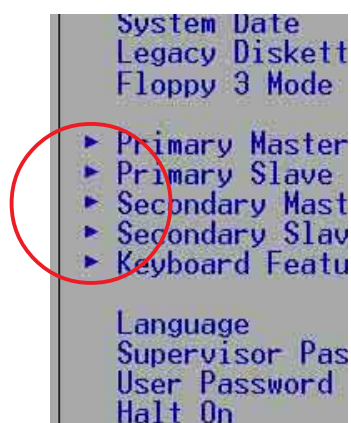 System Date
Legacy Diskett
Floppy 3 Mode
Primary Master
Primary Slave
Secondary Mast
Secondary Slav
Keyboard Featu
Language
Supervisor Pas
User Password
Halt On